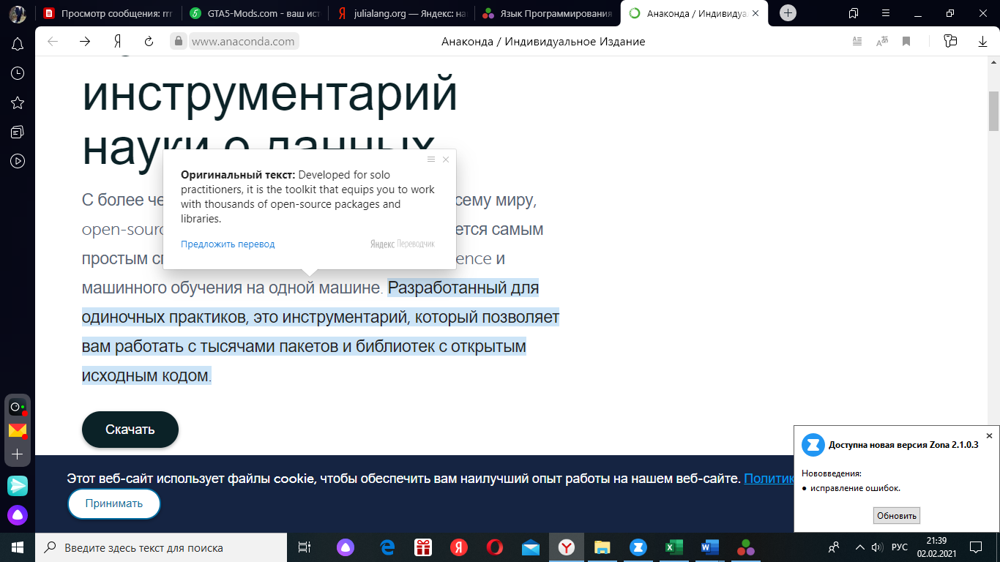 Просмотр сообщения: rrr
GTA5-Mods.com - ваш ист
julialang.org — Яндекс: на
Язык Программирования
Анаконда / Индивидуа
www.anaconda.com
Анаконда / Индивидуальное Издание
инструментарий
науки о данных
Оригинальный текст: Developed for solo
practitioners, it is the toolkit that equips you to work
with thousands of open-source packages and
libraries.
Предложить перевод
Яндекс Переводчик
С более че
сему миру,
open-sourc
ется самым
простым сп
ence и
машинного обучения на одной машине. Разработанный для
одиночных практиков, это инструментарий, который позволяет
вам работать с тысячами пакетов и библиотек с открытым
исходным кодом.
Скачать
Этот веб-сайт использует файлы cookie, чтобы обеспечить вам наилучший опыт работы на нашем веб-сайте. Политик
Принимать
Доступна новая версия Zona 2.1.0.3
Нововведения:
● исправление ошибок.
Обновить
Введите здесь текст для поиска
РУС
21:39
02.02.2021